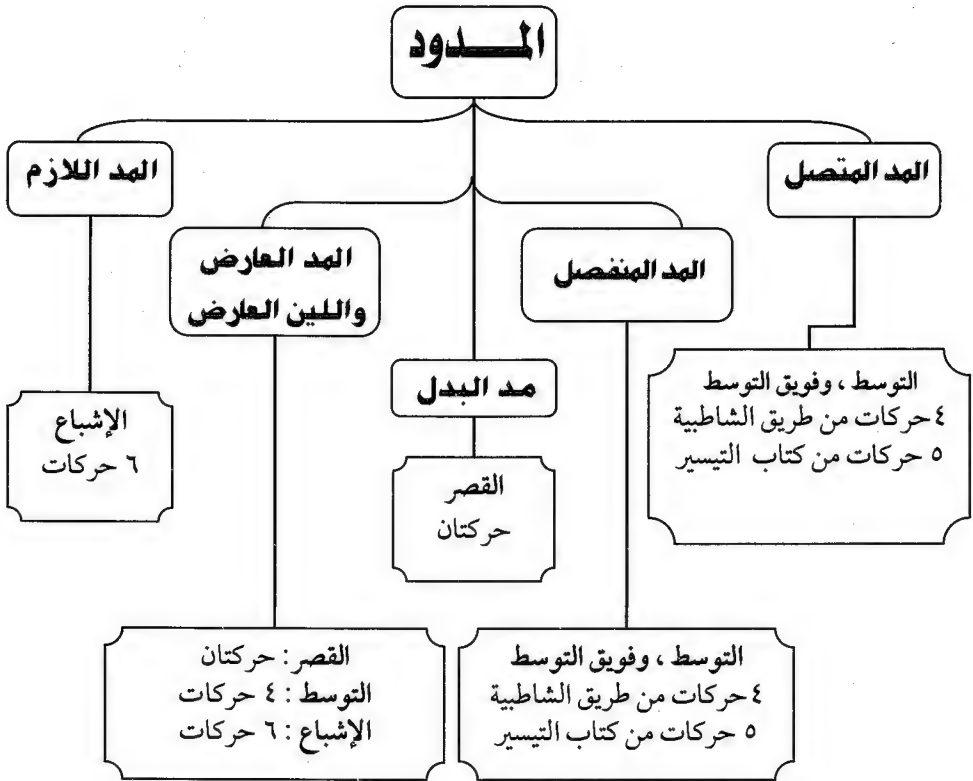 المـــدود
المد المتصل
المد المنفصل
مد البدل
المد العارض
واللين العارض
المد اللازم
التوسط ، وفويق التوسط
٤ حركات من طريق الشاطبية
٥ حركات من كتاب التيسير
التوسط ، وفويق التوسط
٤ حركات من طريق الشاطبية
٥ حركات من كتاب التيسير
القصر
حركتان
القصر : حركتان
التوسط : ٤ حركات
الإشباع : ٦ حركات
الإشباع
٦ حركات